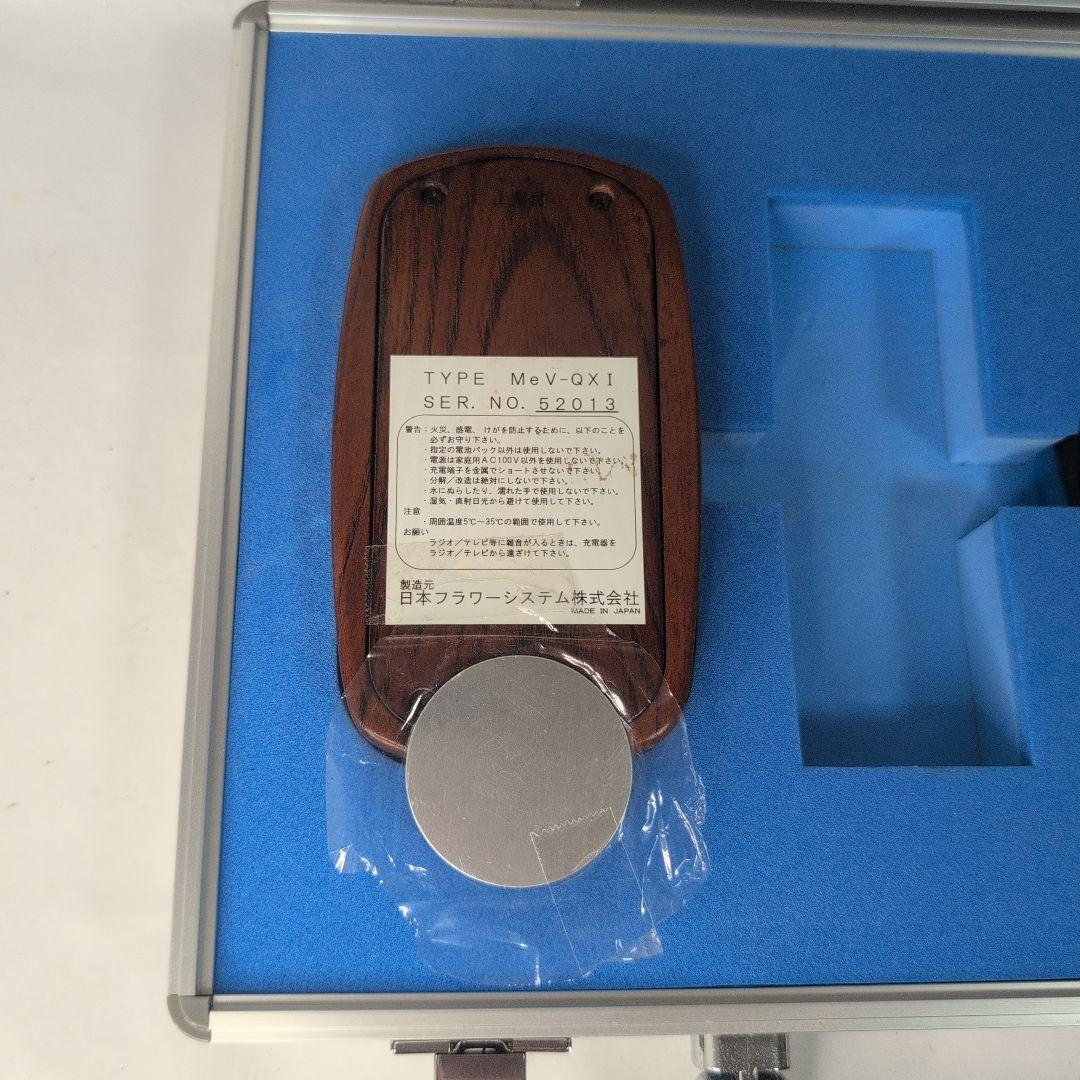 TYPE MeV-QXI
SER. NO. 52013
警告：火災、感電、けがを防止するために、以下のことを
必ずお守り下さい。
・指定の電池パック以外は使用しないで下さい。
・電源は家庭用AC100V以外を使用しないで下さい。
・充電端子を金属でショートさせないで下さい。
・分解／改造は絶対にしないで下さい。
・水にぬらしたり、濡れた手で使用しないで下さい。
・湿気・直射日光から避けて使用して下さい。
注意
・周囲温度5℃～35℃の範囲で使用して下さい。
お願い
ラジオ／テレビ等に雑音が入るときは、充電器を
ラジオ／テレビから遠ざけて下さい。
製造元
日本フラワーシステム株式会社
MADE IN JAPAN